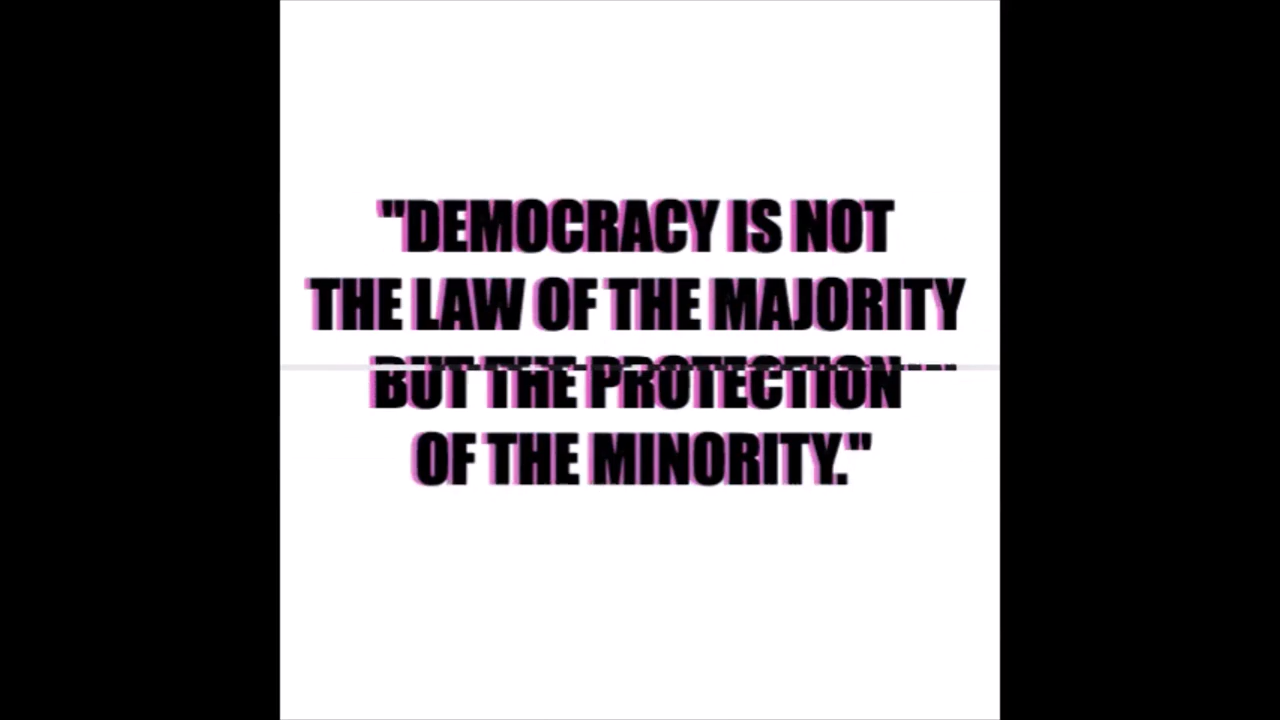 "DEMOCRACY IS NOT
THE LAW OF THE MAJORITY
BUT THE PROTECTION
OF THE MINORITY."